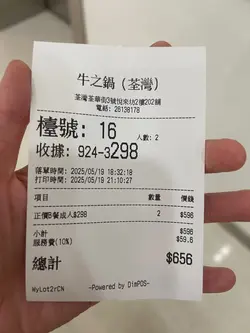 牛之鍋 (荃灣)
荃灣荃華街3號悅來坊2樓202舖
電話: 26138178
檯號: 16 人數: 2
收據: 924-3298
落單時間: 2025/05/19 18:32:18
打印時間: 2025/05/19 21:10:27
項目 數量 價錢
正價B餐成人$298 2 $596
小計 $596
服務費(10%) $59.6
總計 $656
WyLot2rCN -Powered by DimPOS-